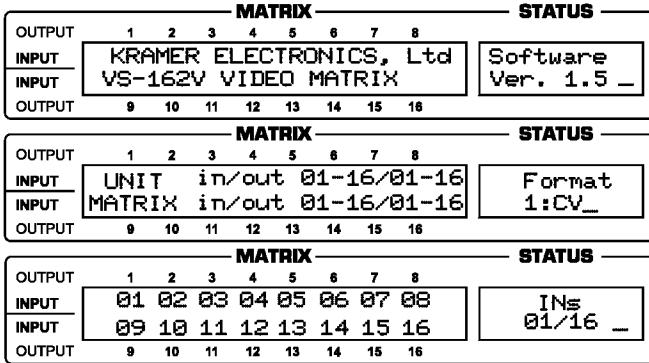 MATRIX STATUS
OUTPUT 1 2 3 4 5 6 7 8
INPUT KRAMER ELECTRONICS, Ltd Software
INPUT VS-162V VIDEO MATRIX Ver. 1.5 _
OUTPUT 9 10 11 12 13 14 15 16
MATRIX STATUS
OUTPUT 1 2 3 4 5 6 7 8
INPUT UNIT in/out 01-16/01-16 Format
INPUT MATRIX in/out 01-16/01-16 1:CV_
OUTPUT 9 10 11 12 13 14 15 16
MATRIX STATUS
OUTPUT 1 2 3 4 5 6 7 8
INPUT 01 02 03 04 05 06 07 08 INs
INPUT 09 10 11 12 13 14 15 16 01/16 _
OUTPUT 9 10 11 12 13 14 15 16